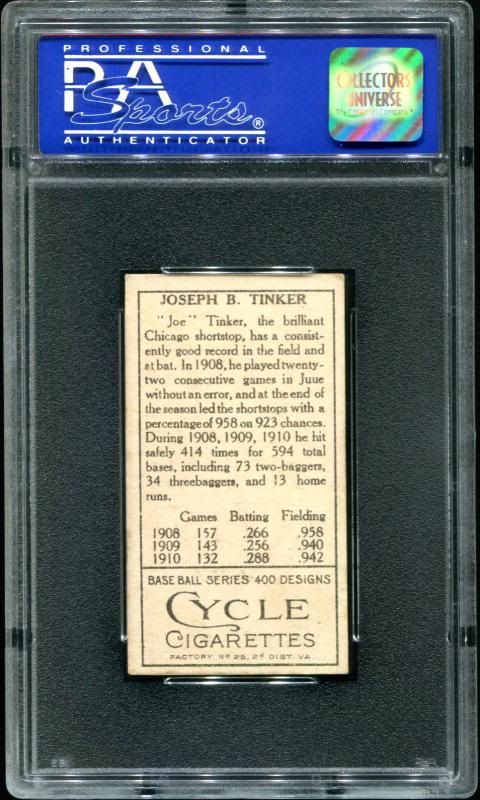 PROFESSIONAL
PSA
Sports®
AUTHENTICATOR
COLLECTORS
UNIVERSE
The Collectors Company™
JOSEPH B. TINKER
"Joe" Tinker, the brilliant
Chicago shortstop, has a consist-
ently good record in the field and
at bat. In 1908, he played twenty-
two consecutive games in Juue
without an error, and at the end of
the season led the shortstops with a
percentage of 958 on 923 chances.
During 1908, 1909, 1910 he hit
safely 414 times for 594 total
bases, including 73 two-baggers,
34 threebaggers, and 13 home
runs.
Games Batting Fielding
1908 157 .266 .958
1909 143 .256 .940
1910 132 .288 .942
BASE BALL SERIES 400 DESIGNS
CYCLE
CIGARETTES
FACTORY Nº 25, 2ᵈ DIST. VA.